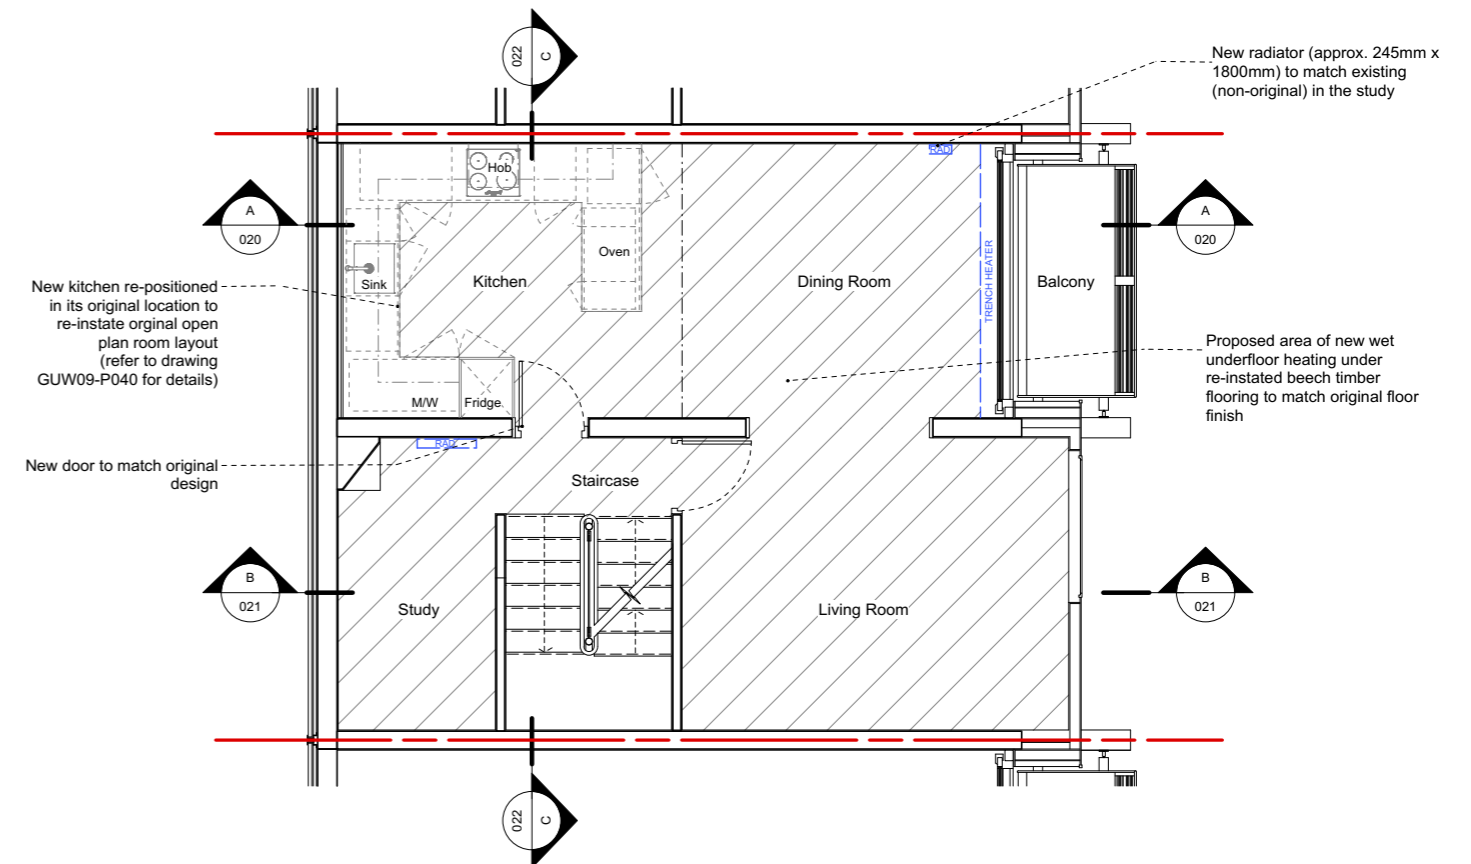 022
C
New radiator (approx. 245mm x
1800mm) to match existing
(non-original) in the study
RAD
Hob
A
020
A
020
Oven
Sink
Kitchen
Dining Room
TRENCH HEATER
Balcony
New kitchen re-positioned
in its original location to
re-instate orginal open
plan room layout
(refer to drawing
GUW09-P040 for details)
Proposed area of new wet
underfloor heating under
re-instated beech timber
flooring to match original floor
finish
M/W
Fridge
RAD
New door to match original
design
Staircase
B
021
B
021
Study
Living Room
022
C